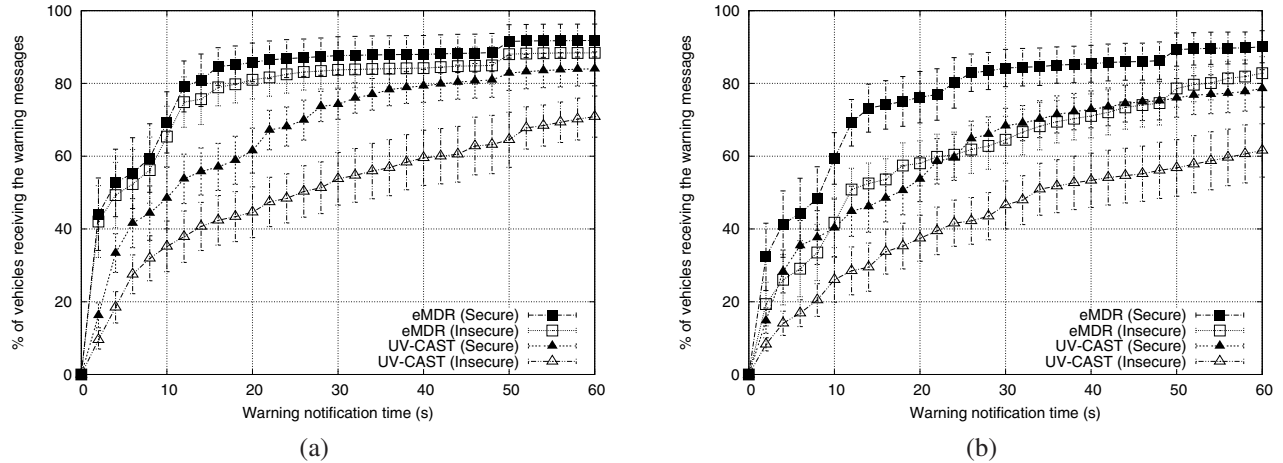 % of vehicles receiving the warning messages
100
80
60
40
20
0
eMDR (Secure)
eMDR (Insecure)
UV-CAST (Secure)
UV-CAST (Insecure)
0 10 20 30 40 50 60
Warning notification time (s)
(a)
% of vehicles receiving the warning messages
100
80
60
40
20
0
eMDR (Secure)
eMDR (Insecure)
UV-CAST (Secure)
UV-CAST (Insecure)
0 10 20 30 40 50 60
Warning notification time (s)
(b)